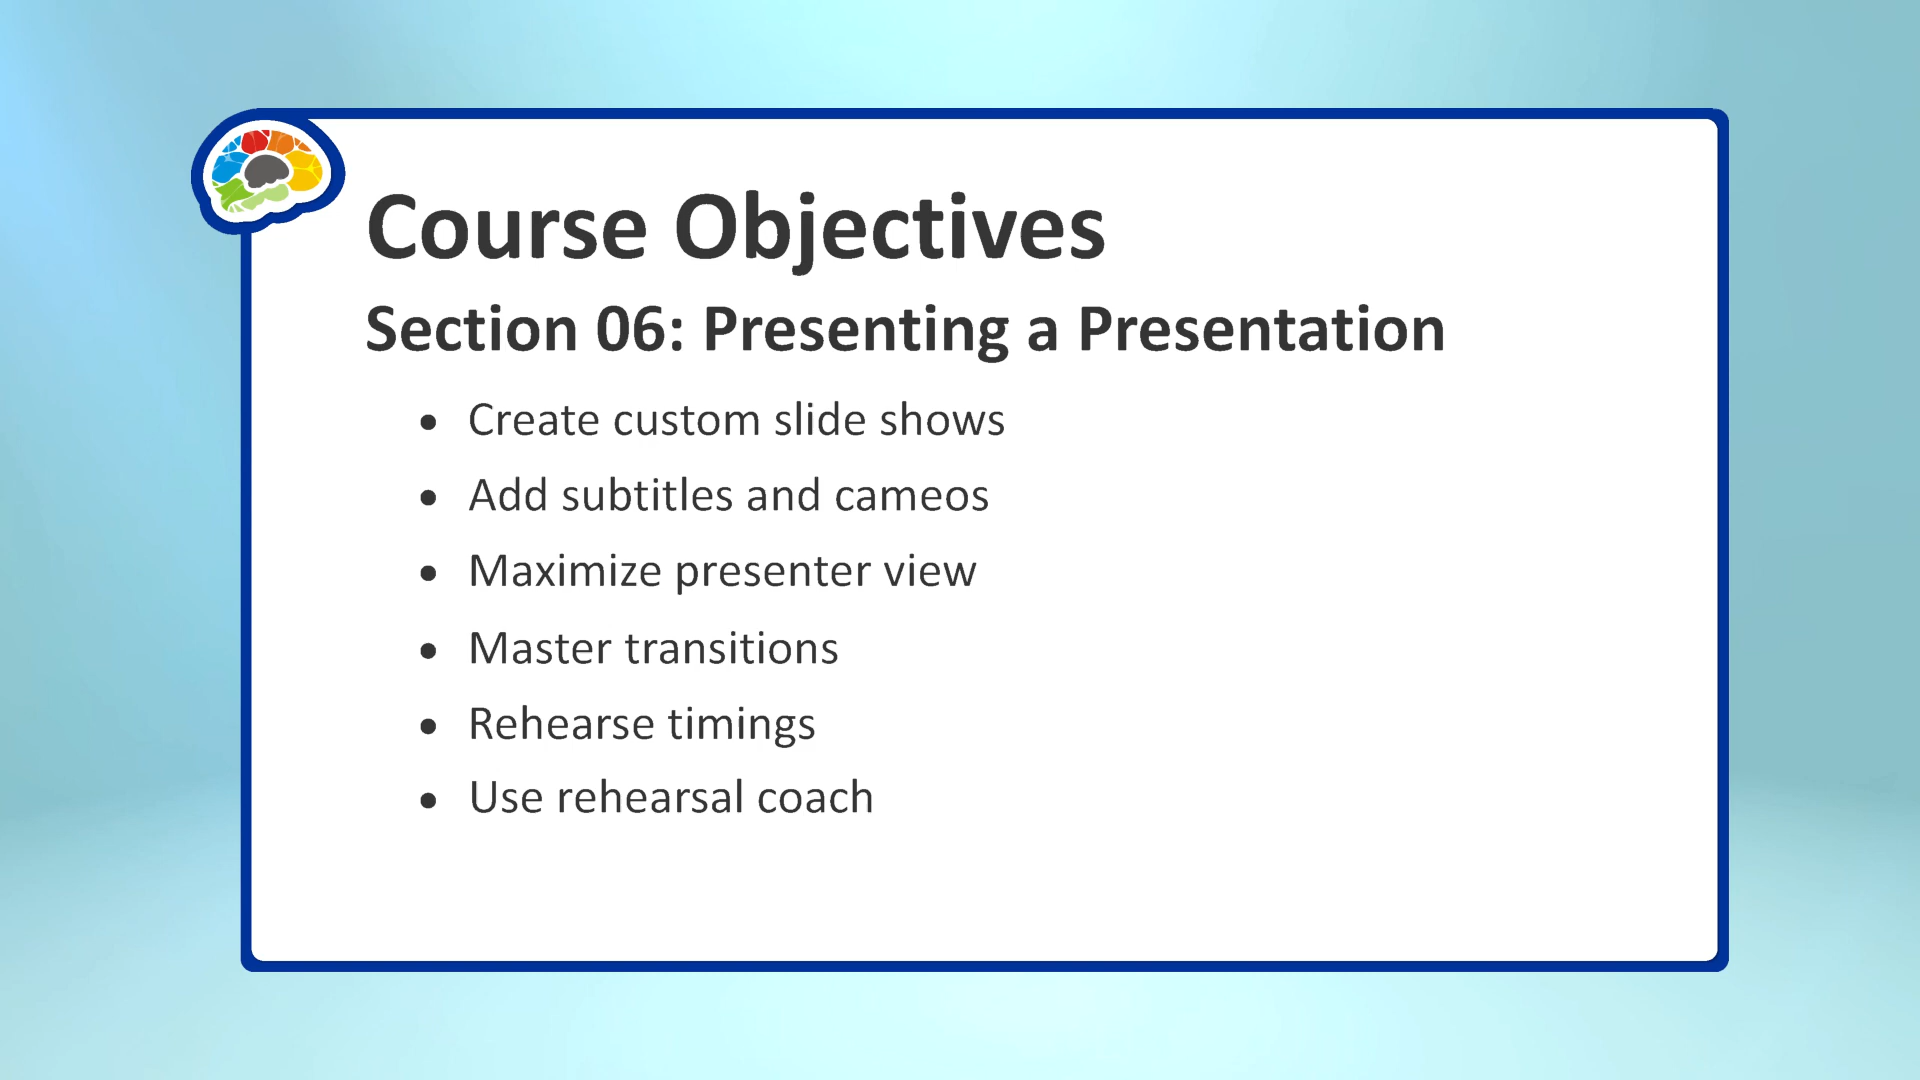 Course Objectives
Section 06: Presenting a Presentation
• Create custom slide shows
• Add subtitles and cameos
• Maximize presenter view
• Master transitions
• Rehearse timings
• Use rehearsal coach